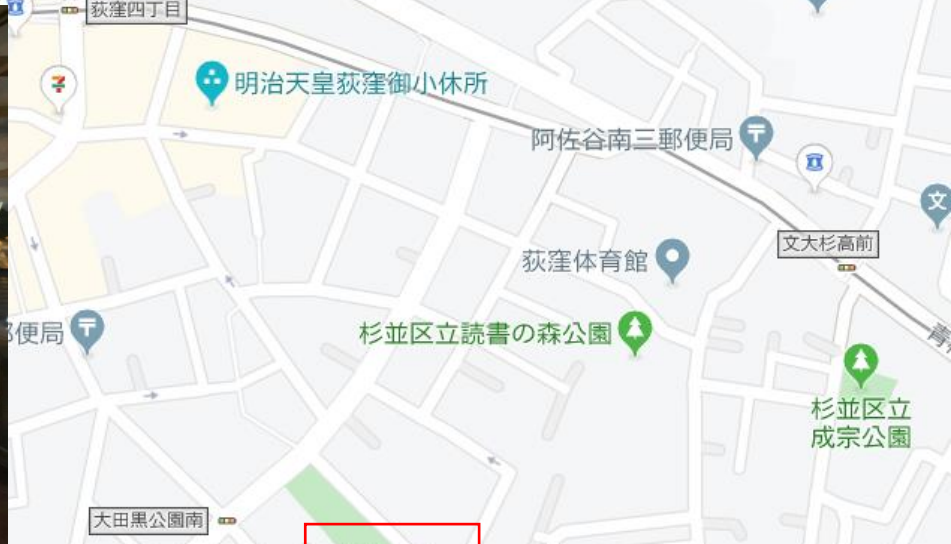 荻窪四丁目
明治天皇荻窪御小休所
阿佐谷南三郵便局
文
文大杉高前
荻窪体育館
郵便局
杉並区立読書の森公園
杉並区立
成宗公園
大田黒公園南